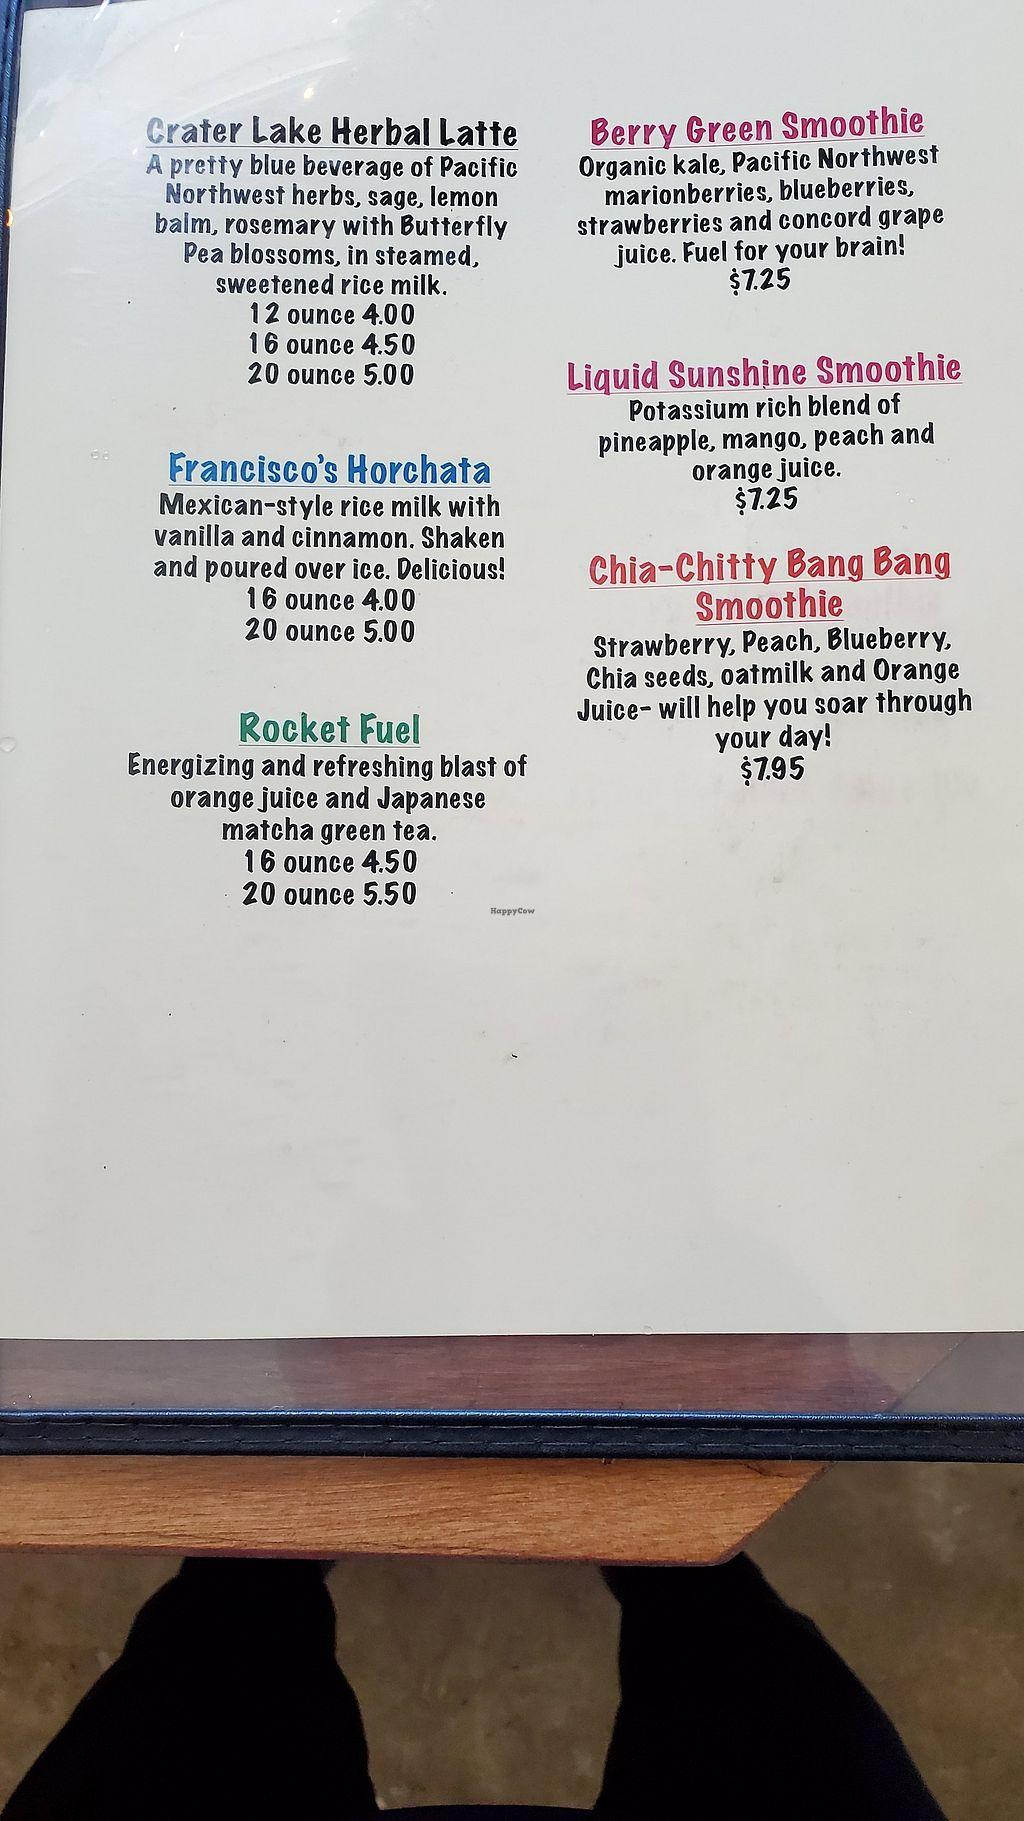 Crater Lake Herbal Latte
A pretty blue beverage of Pacific
Northwest herbs, sage, lemon
balm, rosemary with Butterfly
Pea blossoms, in steamed,
sweetened rice milk.
12 ounce 4.00
16 ounce 4.50
20 ounce 5.00
Francisco's Horchata
Mexican-style rice milk with
vanilla and cinnamon. Shaken
and poured over ice. Delicious!
16 ounce 4.00
20 ounce 5.00
Rocket Fuel
Energizing and refreshing blast of
orange juice and Japanese
matcha green tea.
16 ounce 4.50
20 ounce 5.50
Berry Green Smoothie
Organic kale, Pacific Northwest
marionberries, blueberries,
strawberries and concord grape
juice. Fuel for your brain!
$7.25
Liquid Sunshine Smoothie
Potassium rich blend of
pineapple, mango, peach and
orange juice.
$7.25
Chia-Chitty Bang Bang
Smoothie
Strawberry, Peach, Blueberry,
Chia seeds, oatmilk and Orange
Juice- will help you soar through
your day!
$7.95
HappyCow